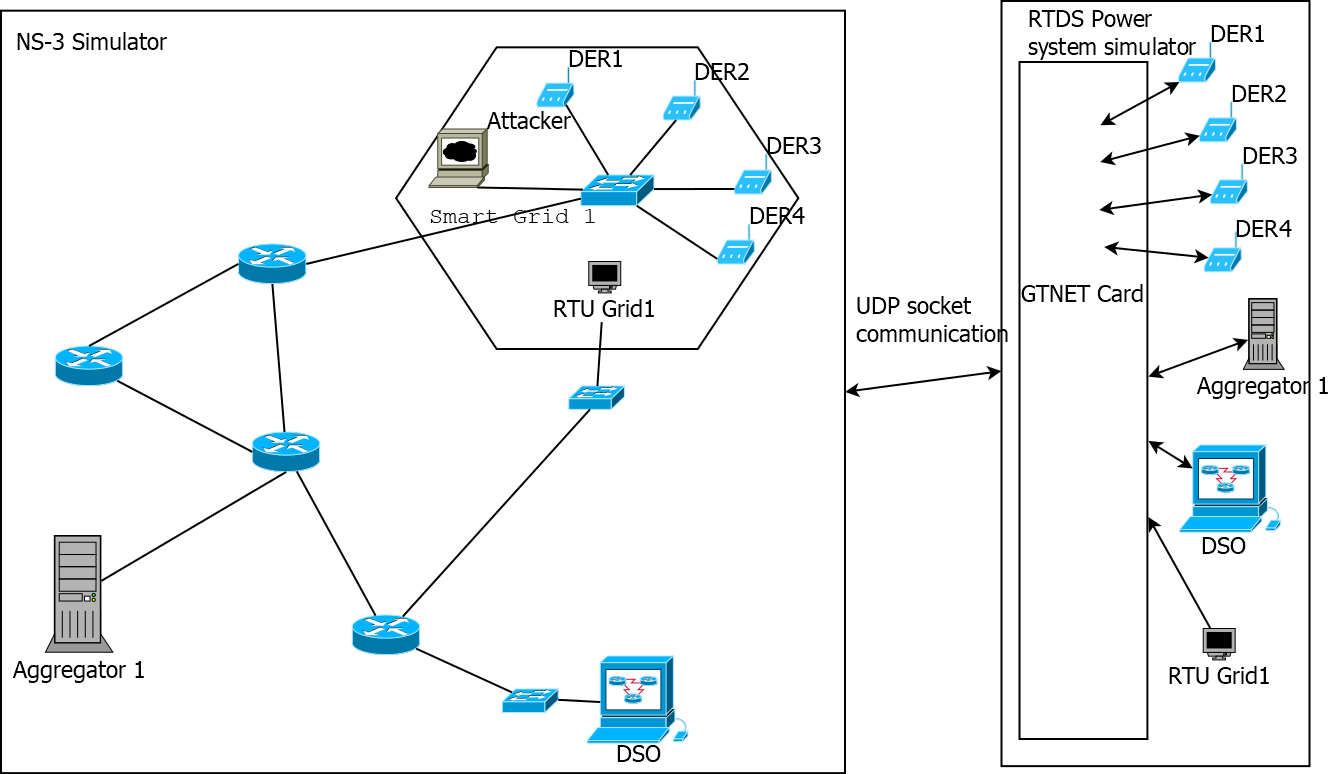 NS-3 Simulator
DER1
DER2
Attacker
DER3
Smart Grid 1
DER4
RTU Grid1
Aggregator 1
DSO
UDP socket
communication
RTDS Power
system simulator
DER1
DER2
DER3
DER4
GTNET Card
Aggregator 1
DSO
RTU Grid1